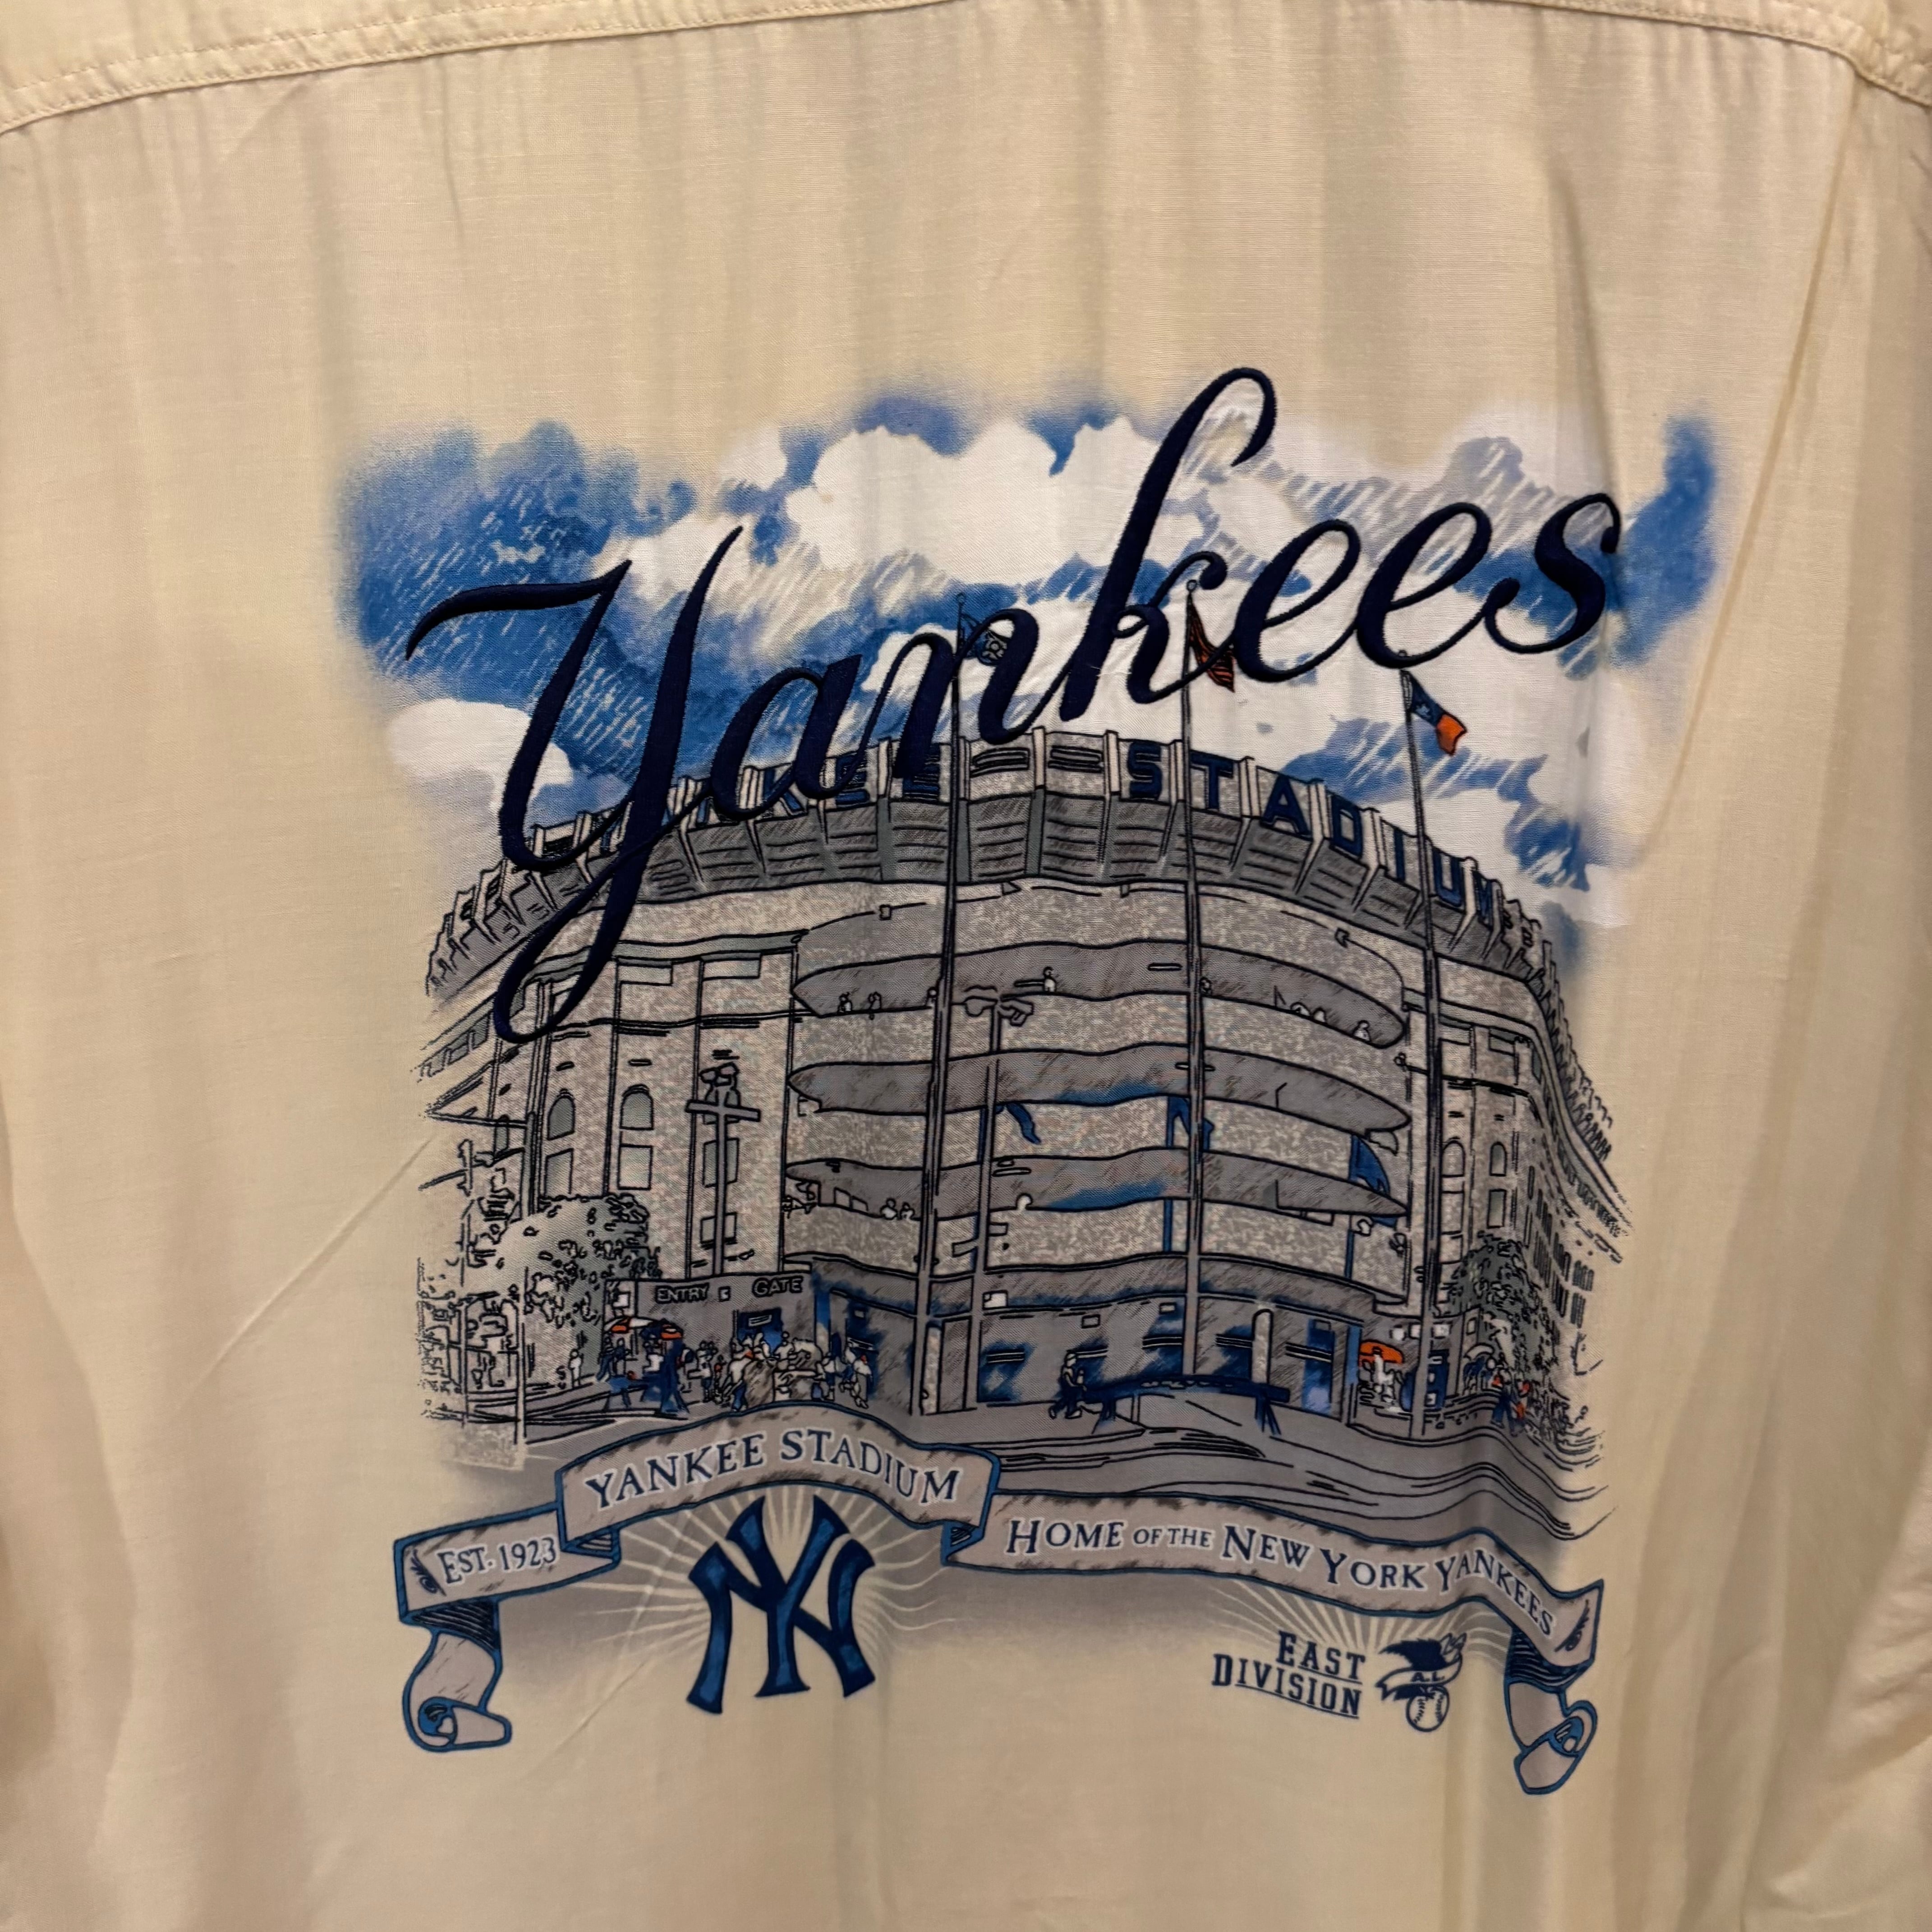 Yankees
YANKEE STADIUM
ENTRY E GATE
YANKEE STADIUM
EST. 1923
HOME OF THE NEW YORK YANKEES
NY
EAST
DIVISION
A.L.